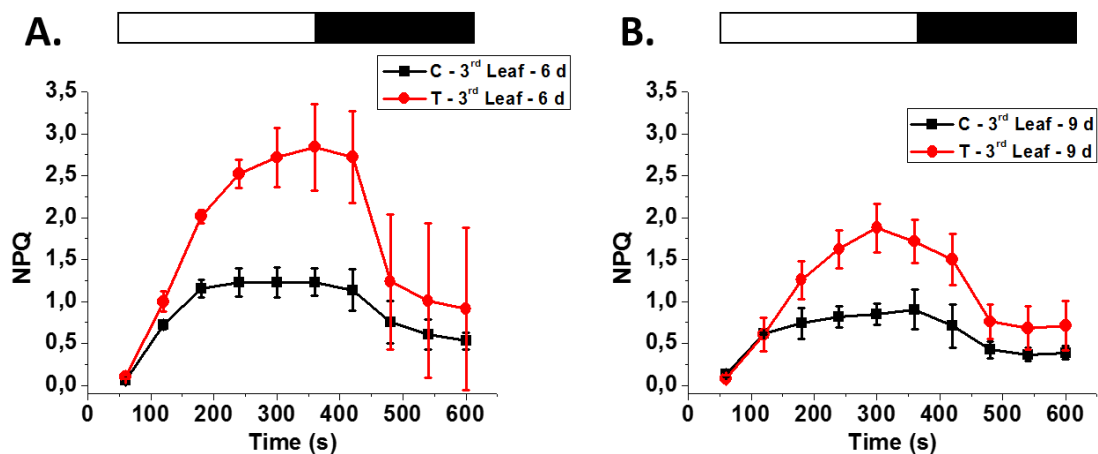 A.
C - 3rd Leaf - 6 d
T - 3rd Leaf - 6 d
3,5
3,0
2,5
2,0
1,5
1,0
0,5
0,0
NPQ
0 100 200 300 400 500 600
Time (s)
B.
C - 3rd Leaf - 9 d
T - 3rd Leaf - 9 d
3,5
3,0
2,5
2,0
1,5
1,0
0,5
0,0
NPQ
0 100 200 300 400 500 600
Time (s)